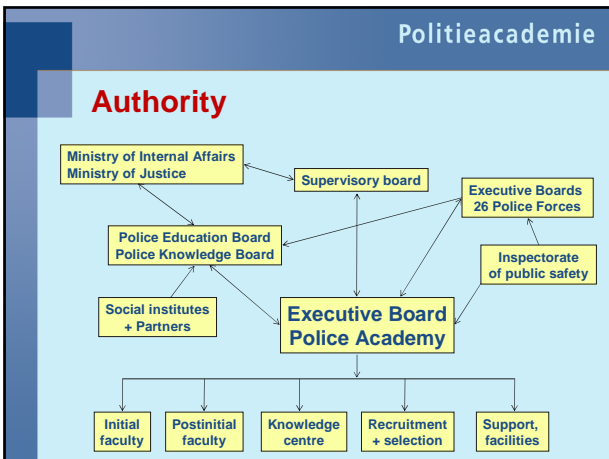 Politieacademie
Authority
Ministry of Internal Affairs
Ministry of Justice
Supervisory board
Executive Boards
26 Police Forces
Police Education Board
Police Knowledge Board
Inspectorate
of public safety
Social institutes
+ Partners
Executive Board
Police Academy
Initial
faculty
Postinitial
faculty
Knowledge
centre
Recruitment
+ selection
Support,
facilities